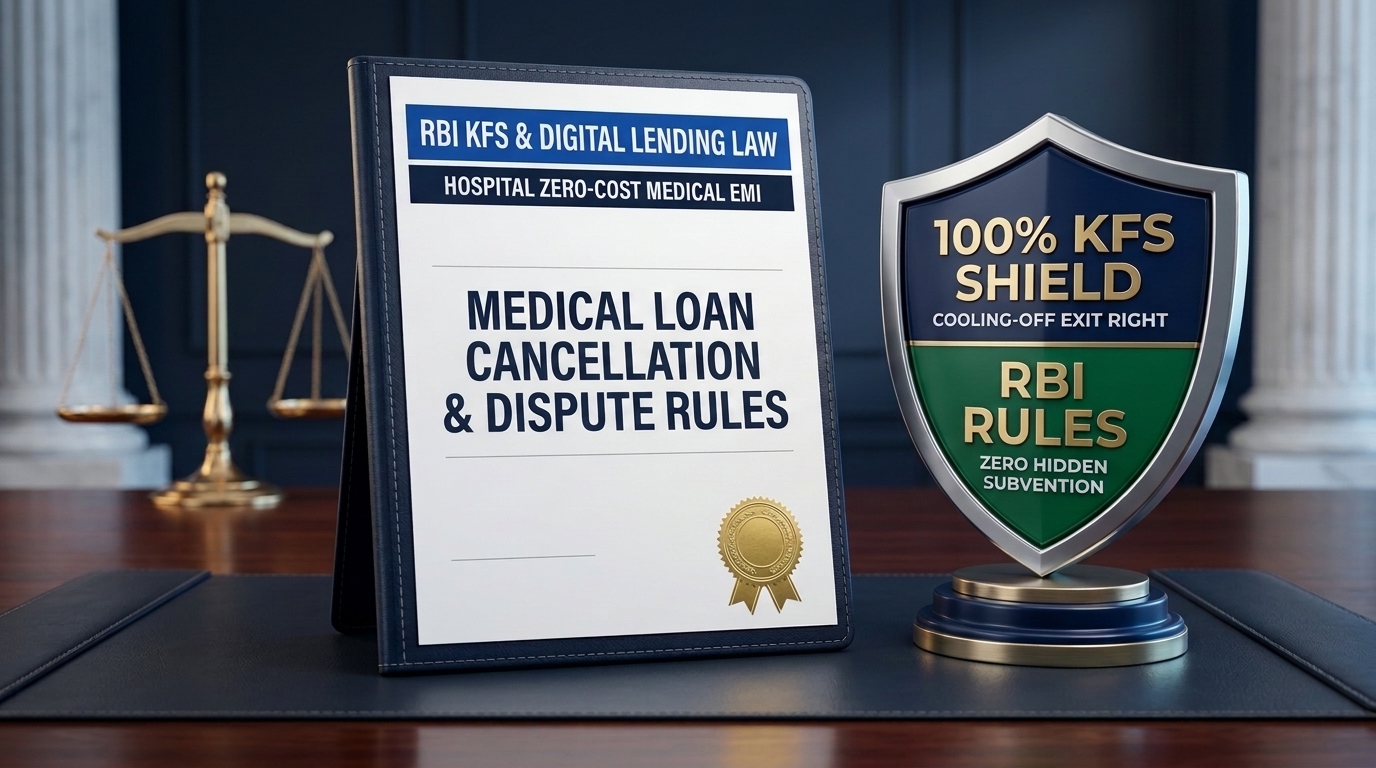 RBI KFS & DIGITAL LENDING LAW
HOSPITAL ZERO-COST MEDICAL EMI
MEDICAL LOAN
CANCELLATION
& DISPUTE RULES
100% KFS
SHIELD
COOLING-OFF EXIT RIGHT
RBI
RULES
ZERO HIDDEN
SUBVENTION